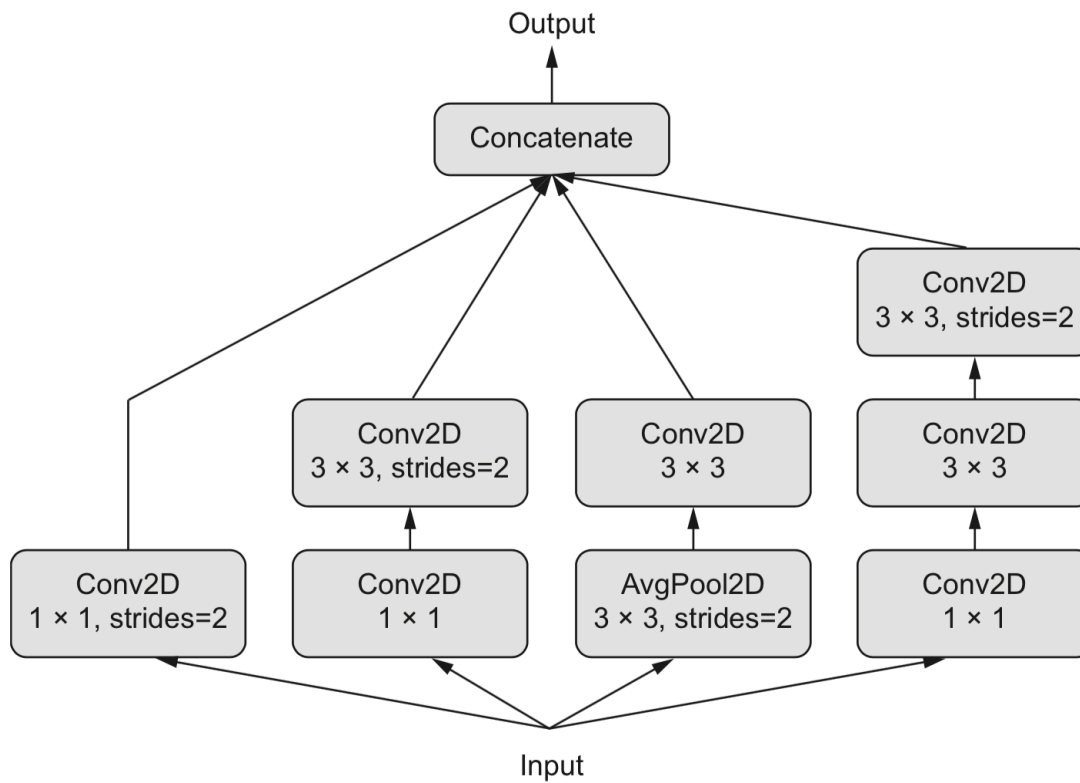 Output
Concatenate
Conv2D
3 × 3, strides=2
Conv2D
3 × 3, strides=2
Conv2D
3 × 3
Conv2D
3 × 3
Conv2D
1 × 1, strides=2
Conv2D
1 × 1
AvgPool2D
3 × 3, strides=2
Conv2D
1 × 1
Input